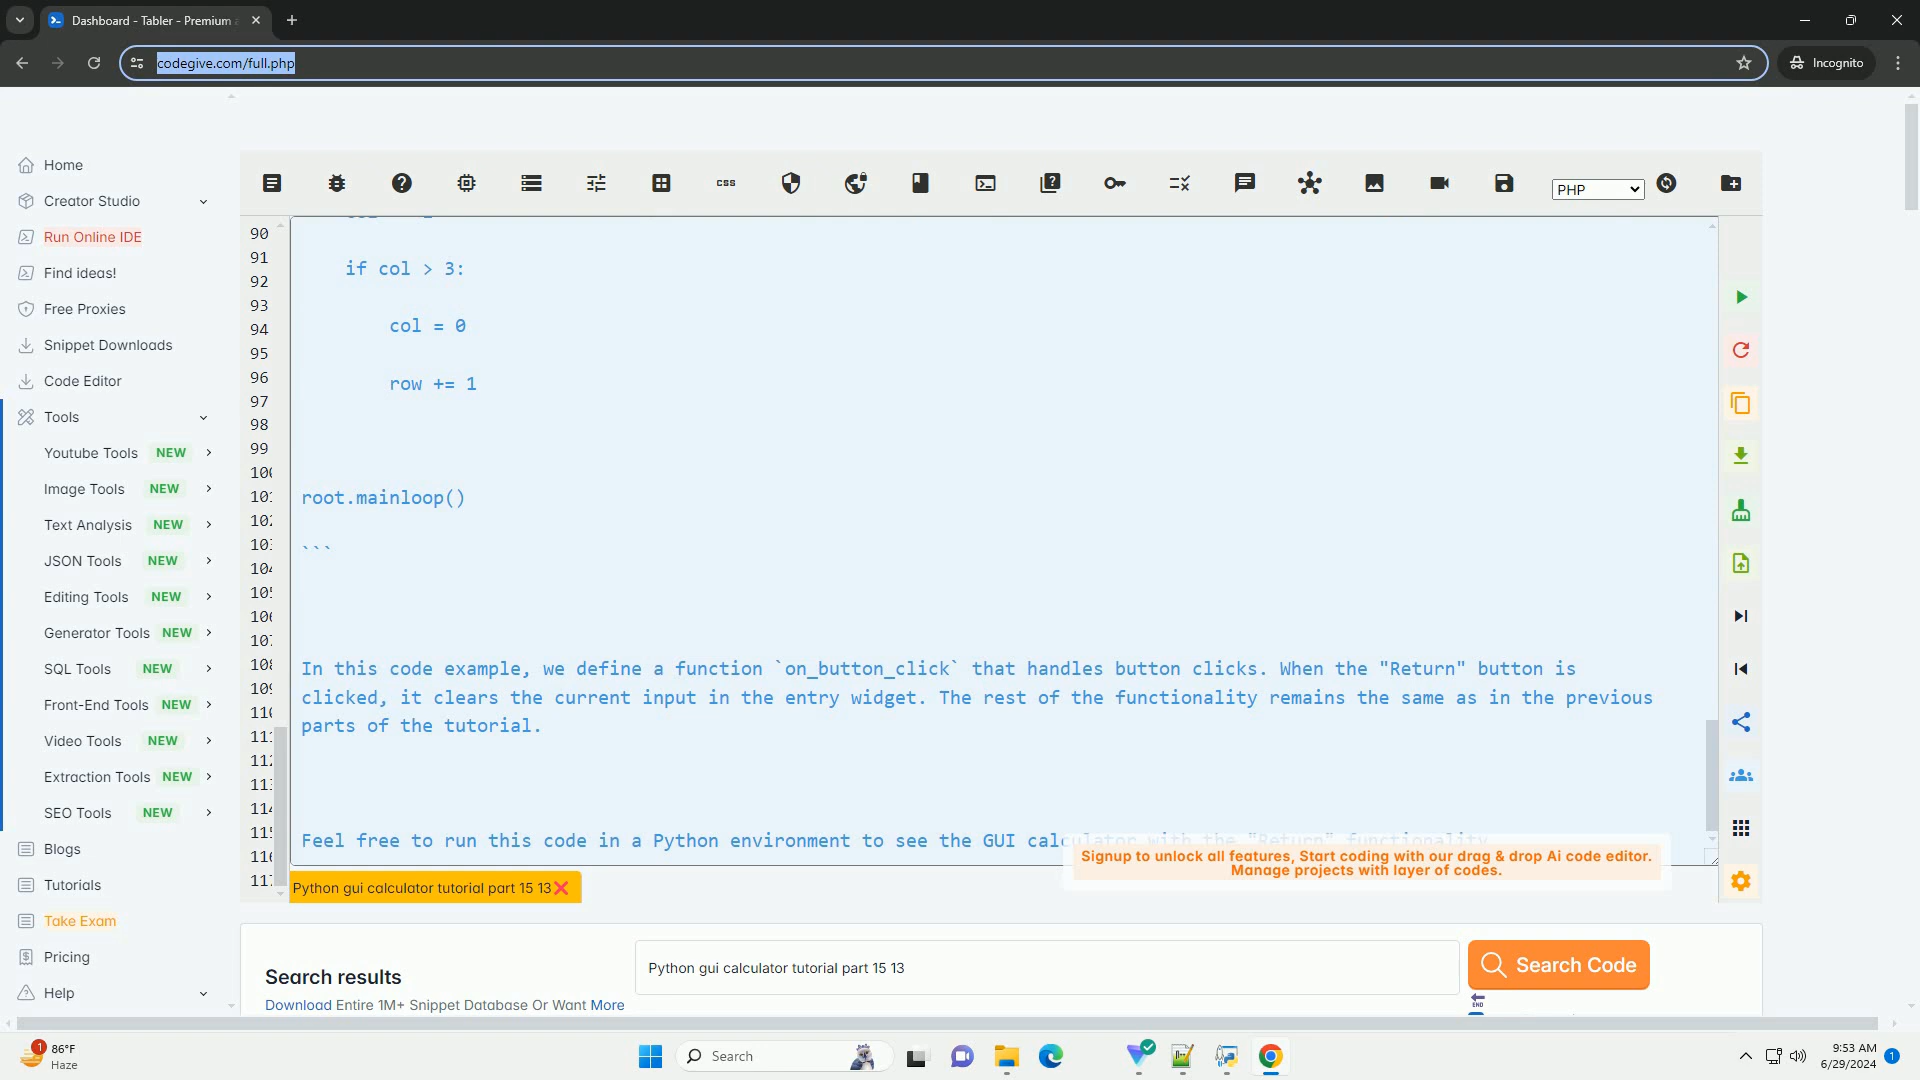 Dashboard - Tabler - Premium
codegive.com/full.php
Incognito
Home
Creator Studio
Run Online IDE
Find ideas!
Free Proxies
Snippet Downloads
Code Editor
Tools
Youtube Tools NEW
Image Tools NEW
Text Analysis NEW
JSON Tools NEW
Editing Tools NEW
Generator Tools NEW
SQL Tools NEW
Front-End Tools NEW
Video Tools NEW
Extraction Tools NEW
SEO Tools NEW
Blogs
Tutorials
Take Exam
Pricing
Help
css
PHP
90
91
92
93
94
95
96
97
98
99
if col > 3:
col = 0
row += 1
root.mainloop()
```
In this code example, we define a function `on_button_click` that handles button clicks. When the "Return" button is
clicked, it clears the current input in the entry widget. The rest of the functionality remains the same as in the previous
parts of the tutorial.
Feel free to run this code in a Python environment to see the GUI calculator with the "Return" functionality
Signup to unlock all features, Start coding with our drag & drop Ai code editor.
Manage projects with layer of codes.
Python gui calculator tutorial part 15 13
Search results
Download Entire 1M+ Snippet Database Or Want More
Python gui calculator tutorial part 15 13
Search Code
END
1
86°F
Haze
Search
9:53 AM
6/29/2024
1